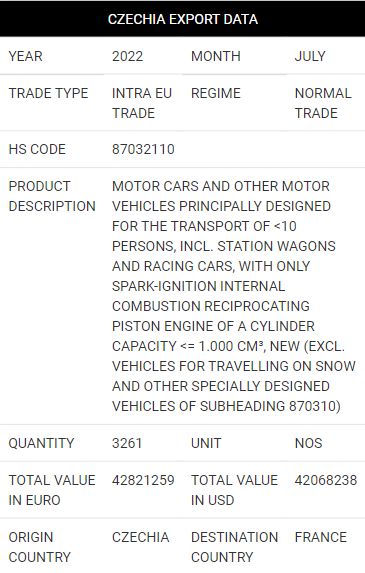 CZECHIA EXPORT DATA
YEAR 2022 MONTH JULY
TRADE TYPE INTRA EU TRADE REGIME NORMAL TRADE
HS CODE 87032110
PRODUCT DESCRIPTION MOTOR CARS AND OTHER MOTOR
VEHICLES PRINCIPALLY DESIGNED
FOR THE TRANSPORT OF <10
PERSONS, INCL. STATION WAGONS
AND RACING CARS, WITH ONLY
SPARK-IGNITION INTERNAL
COMBUSTION RECIPROCATING
PISTON ENGINE OF A CYLINDER
CAPACITY <= 1.000 CM³, NEW (EXCL.
VEHICLES FOR TRAVELLING ON SNOW
AND OTHER SPECIALLY DESIGNED
VEHICLES OF SUBHEADING 870310)
QUANTITY 3261 UNIT NOS
TOTAL VALUE IN EURO 42821259 TOTAL VALUE IN USD 42068238
ORIGIN COUNTRY CZECHIA DESTINATION COUNTRY FRANCE